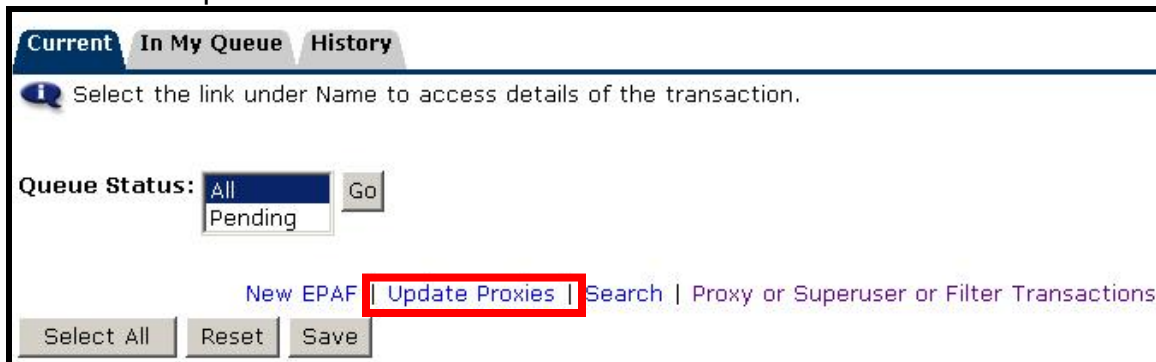 Current In My Queue History
Select the link under Name to access details of the transaction.
Queue Status: All Go
Pending
New EPAF | Update Proxies | Search | Proxy or Superuser or Filter Transactions
Select All Reset Save